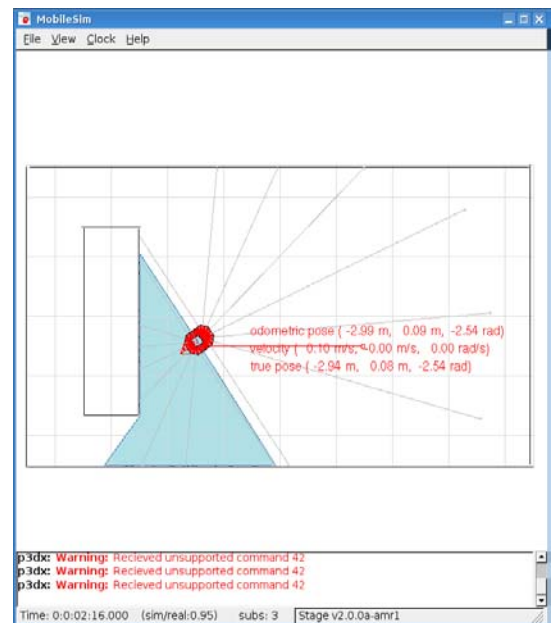 MobileSim
File View Clock Help
odometric pose ( -2.99 m, 0.09 m, -2.54 rad)
velocity ( 0.10 m/s, -0.00 m/s, 0.00 rad/s)
true pose ( -2.94 m, 0.08 m, -2.54 rad)
p3dx: Warning: Recieved unsupported command 42
p3dx: Warning: Recieved unsupported command 42
p3dx: Warning: Recieved unsupported command 42
Time: 0:0:02:16.000 (sim/real:0.95) subs: 3 Stage v2.0.0a-amr1